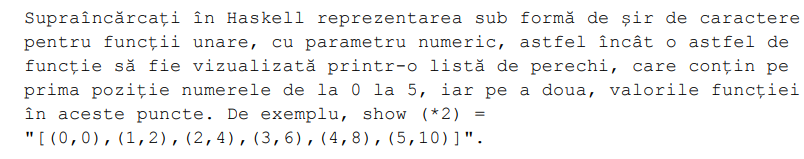 Supraîncărcați în Haskell reprezentarea sub formă de șir de caractere
pentru funcții unare, cu parametru numeric, astfel încât o astfel de
funcție să fie vizualizată printr-o listă de perechi, care conțin pe
prima poziție numerele de la 0 la 5, iar pe a doua, valorile funcției
în aceste puncte. De exemplu, show (*2) =
"[(0,0),(1,2),(2,4),(3,6),(4,8),(5,10)]".